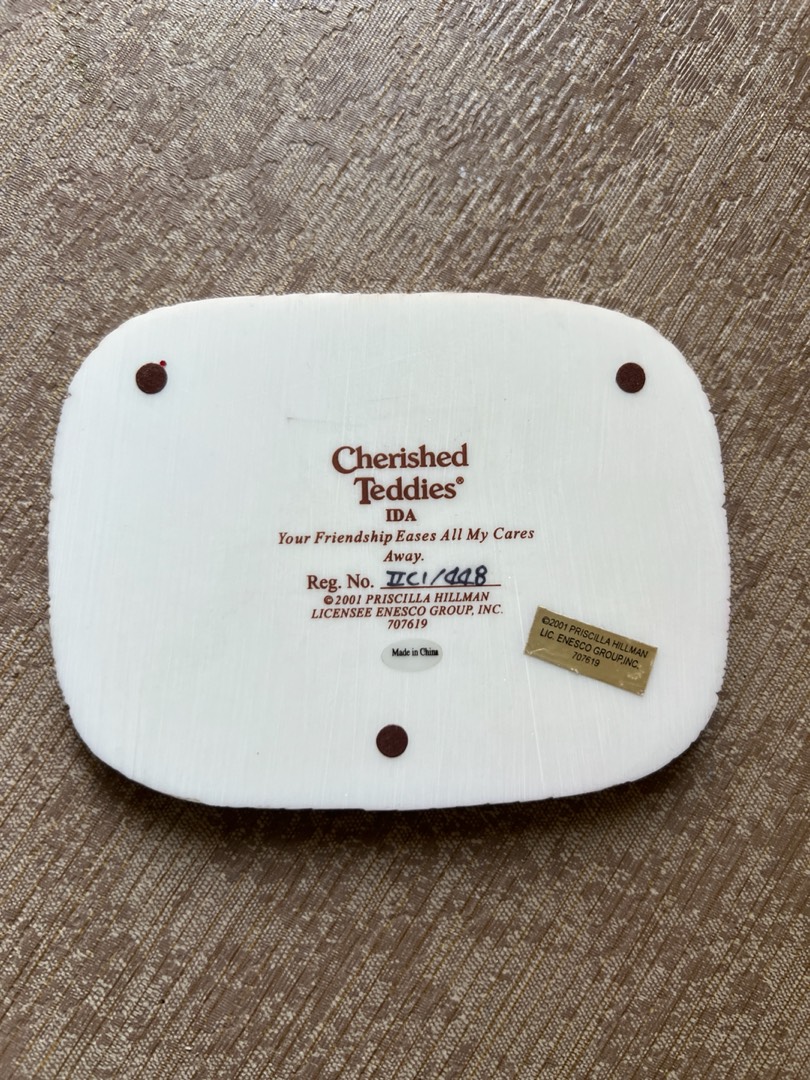 Cherished
Teddies®
IDA
Your Friendship Eases All My Cares
Away.
Reg. No. IIC1/448
©2001 PRISCILLA HILLMAN
LICENSEE ENESCO GROUP, INC.
707619
Made in China
©2001 PRISCILLA HILLMAN
LIC. ENESCO GROUP,INC.
707619